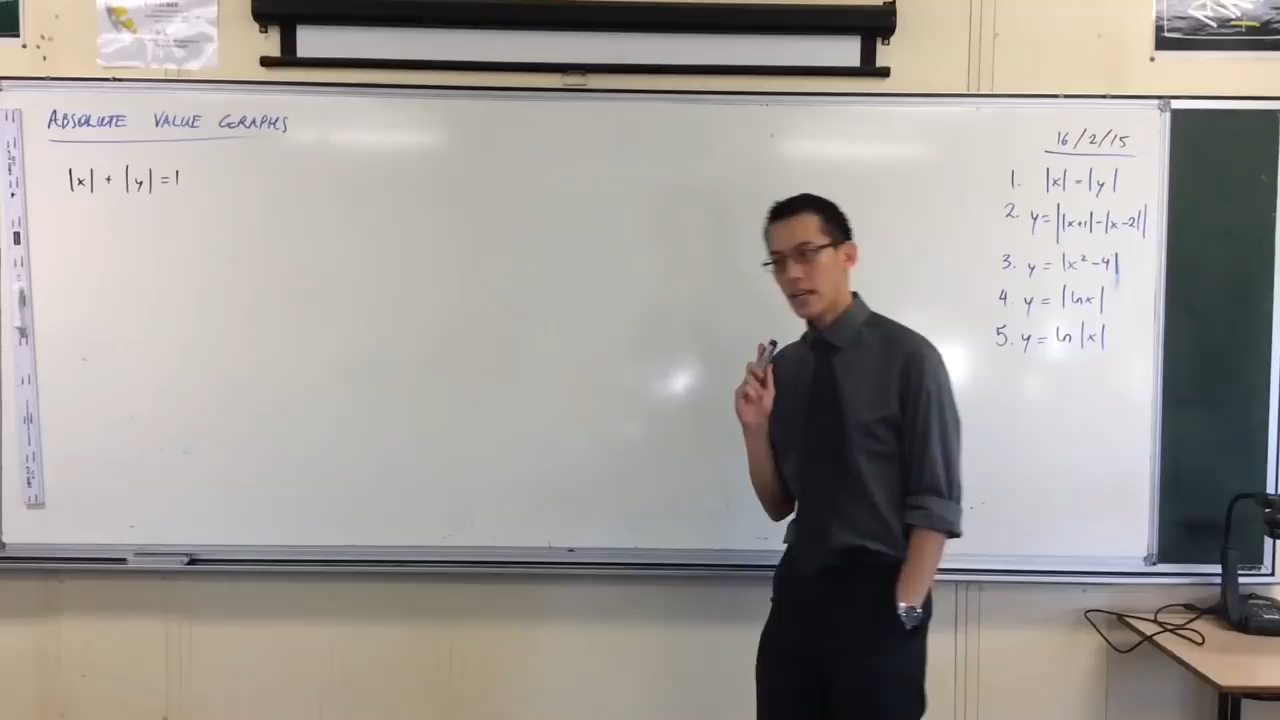 ABSOLUTE VALUE GRAPHS
|x| + |y| = 1
16/2/15
1. |x| = |y|
2. y = ||x+1|-|x-2||
3. y = |x²-4|
4. y = |ln x|
5. y = ln |x|